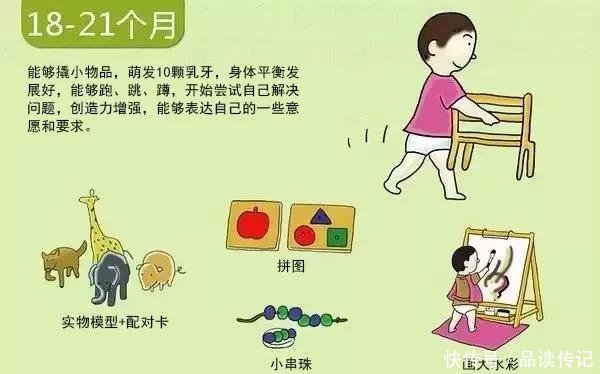 18-21个月
能够撬小物品，萌发10颗乳牙，身体平衡发
展好，能够跑、跳、蹲，开始尝试自己解决
问题，创造力增强，能够表达自己的一些意
愿和要求。
拼图
实物模型+配对卡
小串珠
画大水彩
快传号/品读传记